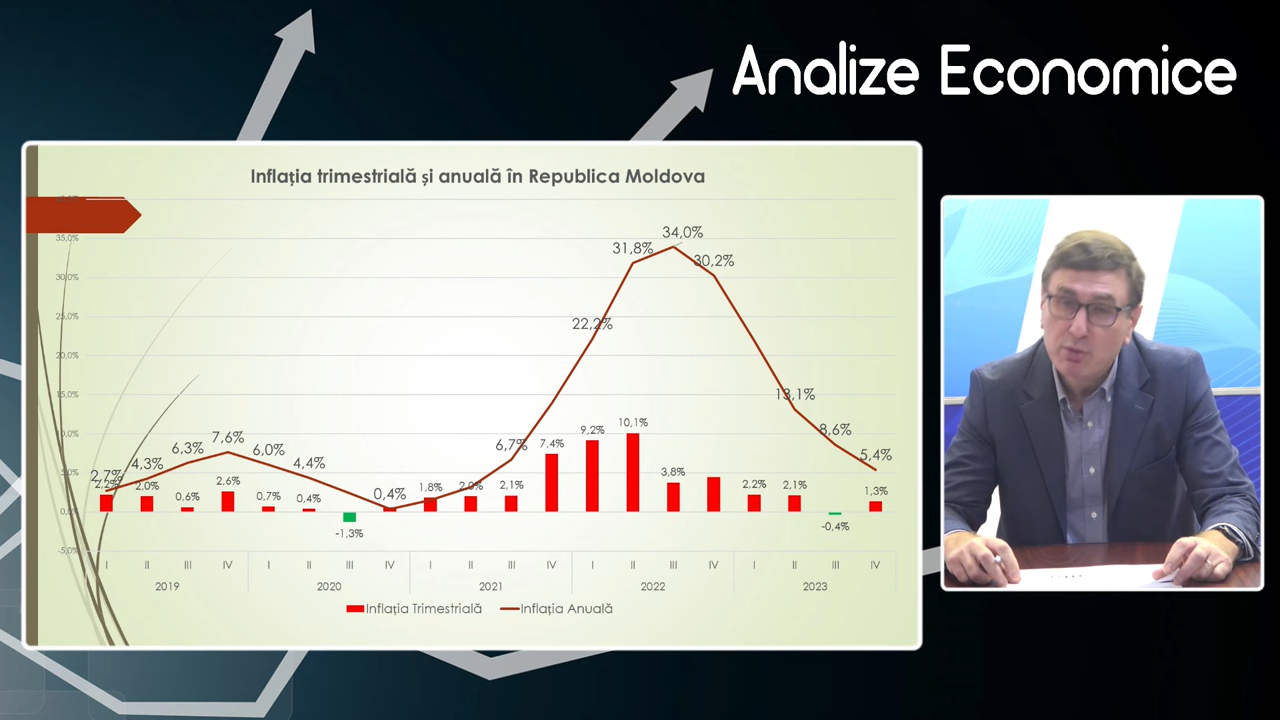 Analize Economice
Inflația trimestrială și anuală în Republica Moldova
35,0%
30,0%
25,0%
20,0%
15,0%
10,0%
5,0%
0,0%
-5,0%
2,7% 4,3% 6,3% 7,6% 6,0% 4,4% 0,4% 6,7% 22,2% 31,8% 34,0% 30,2% 13,1% 8,6% 5,4%
2,2% 2,0% 0,6% 2,6% 0,7% 0,4% -1,3% 1,8% 2,0% 2,1% 7,4% 9,2% 10,1% 3,8% 2,2% 2,1% -0,4% 1,3%
I II III IV I II III IV I II III IV I II III IV I II III IV
2019 2020 2021 2022 2023
Inflația Trimestrială Inflația Anuală